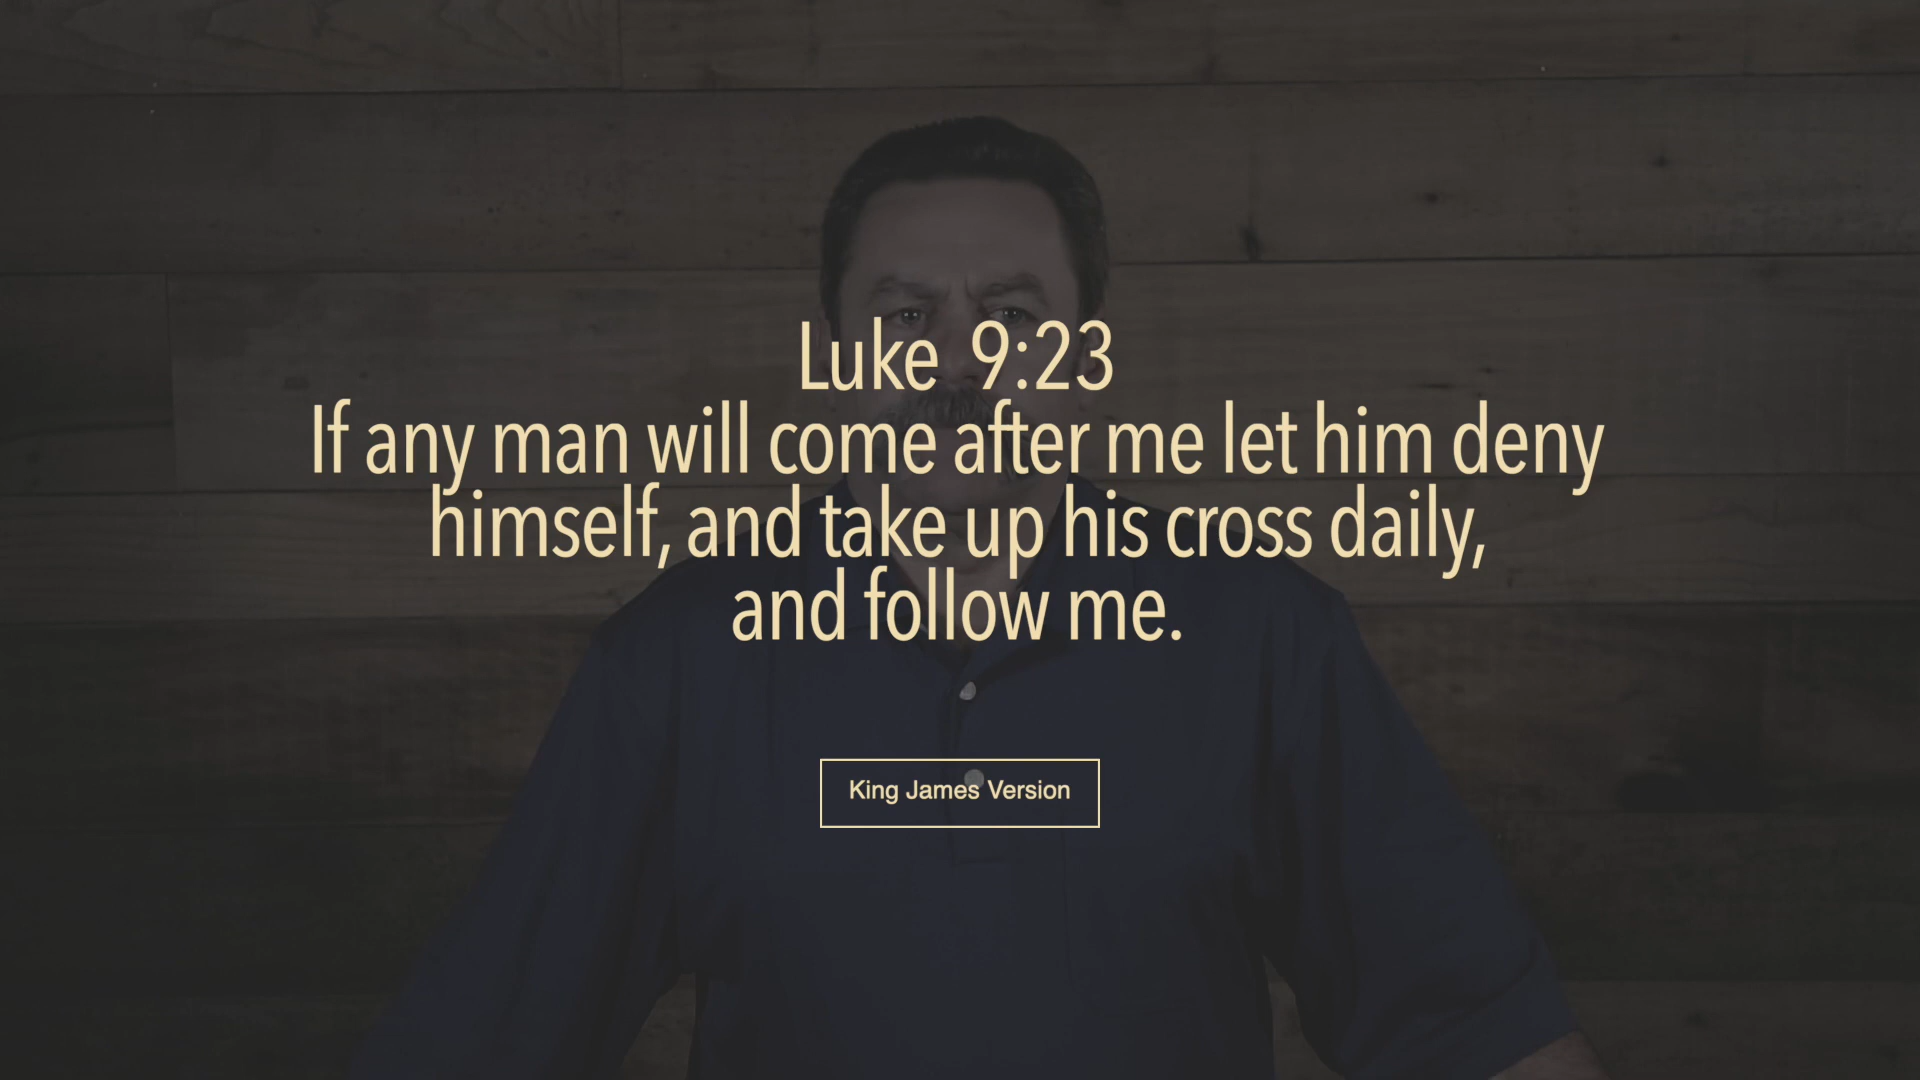 Luke 9:23
If any man will come after me let him deny
himself, and take up his cross daily,
and follow me.
King James Version